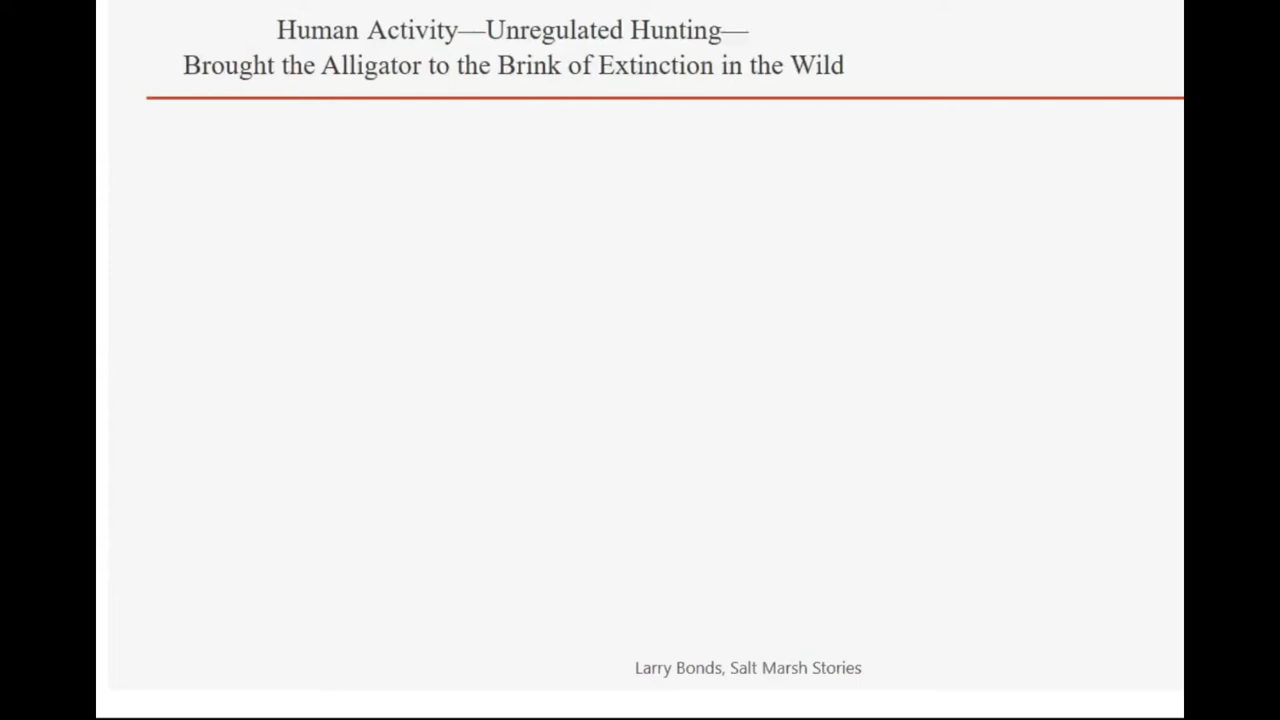 Human Activity—Unregulated Hunting—
Brought the Alligator to the Brink of Extinction in the Wild
Larry Bonds, Salt Marsh Stories